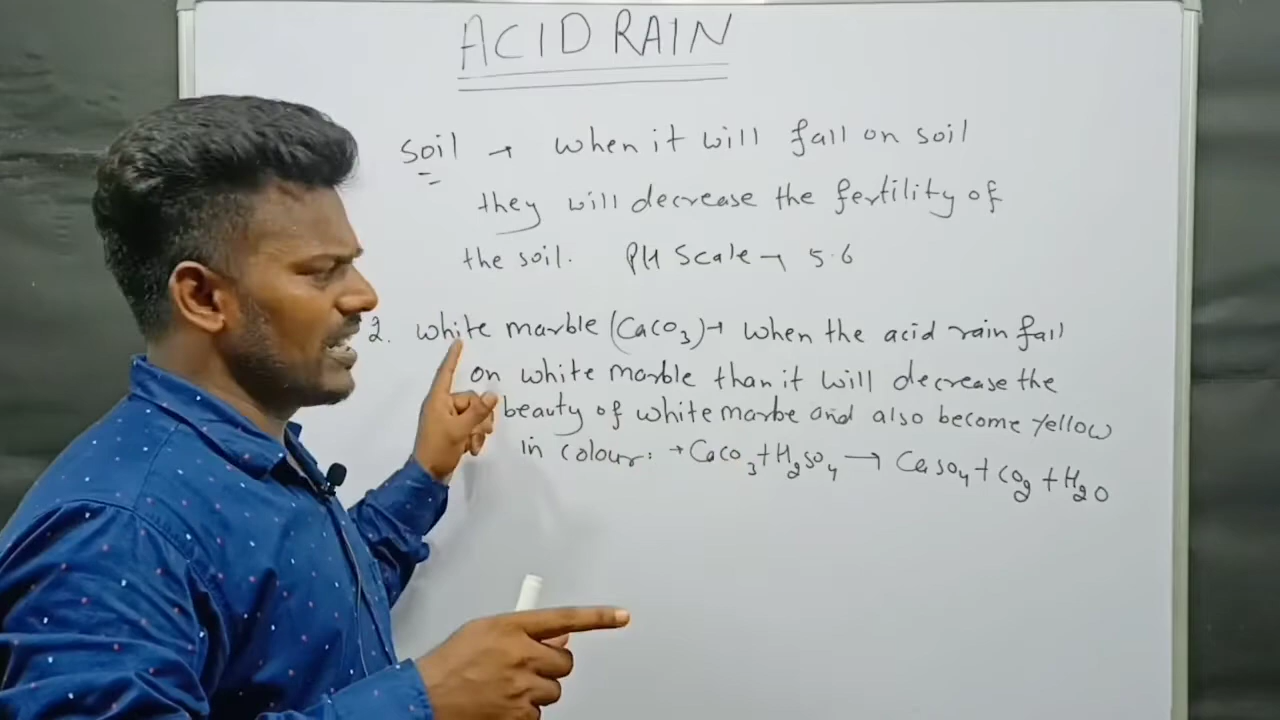 ACID RAIN
soil → when it will fall on soil
they will decrease the fertility of
the soil. PH Scale → 5.6
2. white marble (CaCO3) → when the acid rain fall
on white marble than it will decrease the
beauty of white marbe and also become yellow
in colour: → CaCO3 + H2SO4 → CaSO4 + CO2 + H2O